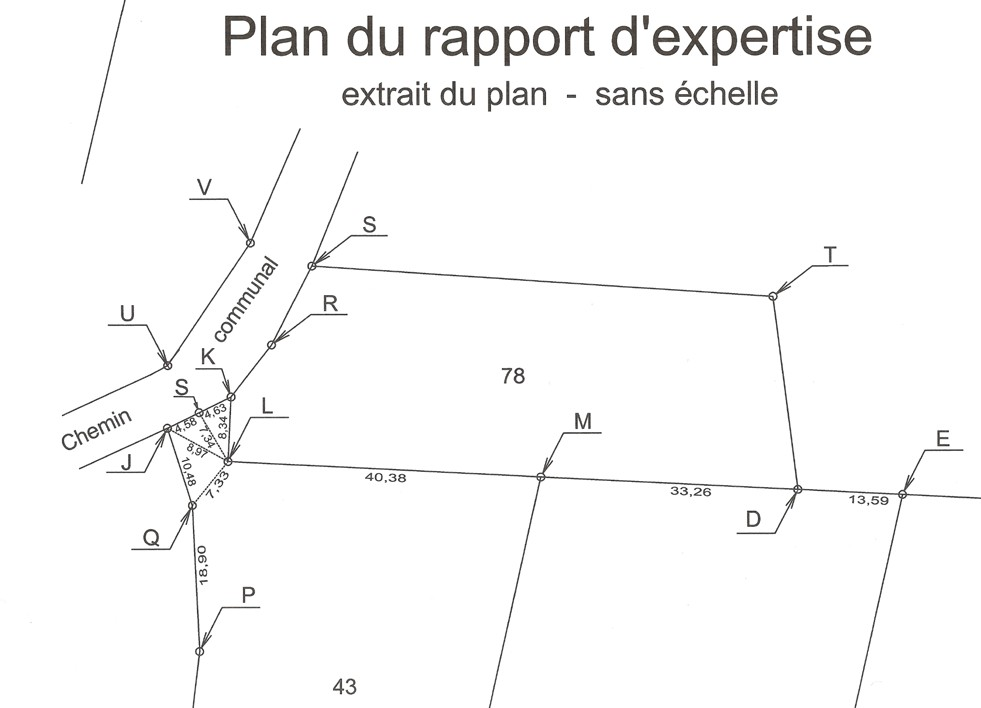 Plan du rapport d'expertise
extrait du plan - sans échelle
V
S
T
communal
U
R
K
78
S
L
M
4,63
Chemin
4,58
8,34
7,34
E
J
8,97
10,48
7,33
40,38
33,26
13,59
D
Q
18,90
P
43